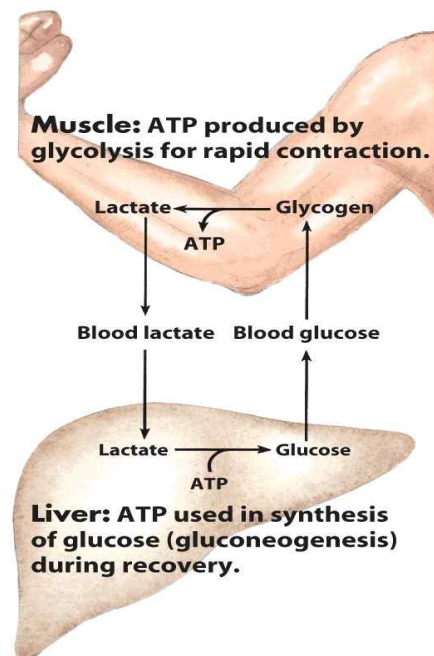 Muscle: ATP produced by
glycolysis for rapid contraction.
Lactate Glycogen
ATP
Blood lactate Blood glucose
Lactate Glucose
ATP
Liver: ATP used in synthesis
of glucose (gluconeogenesis)
during recovery.